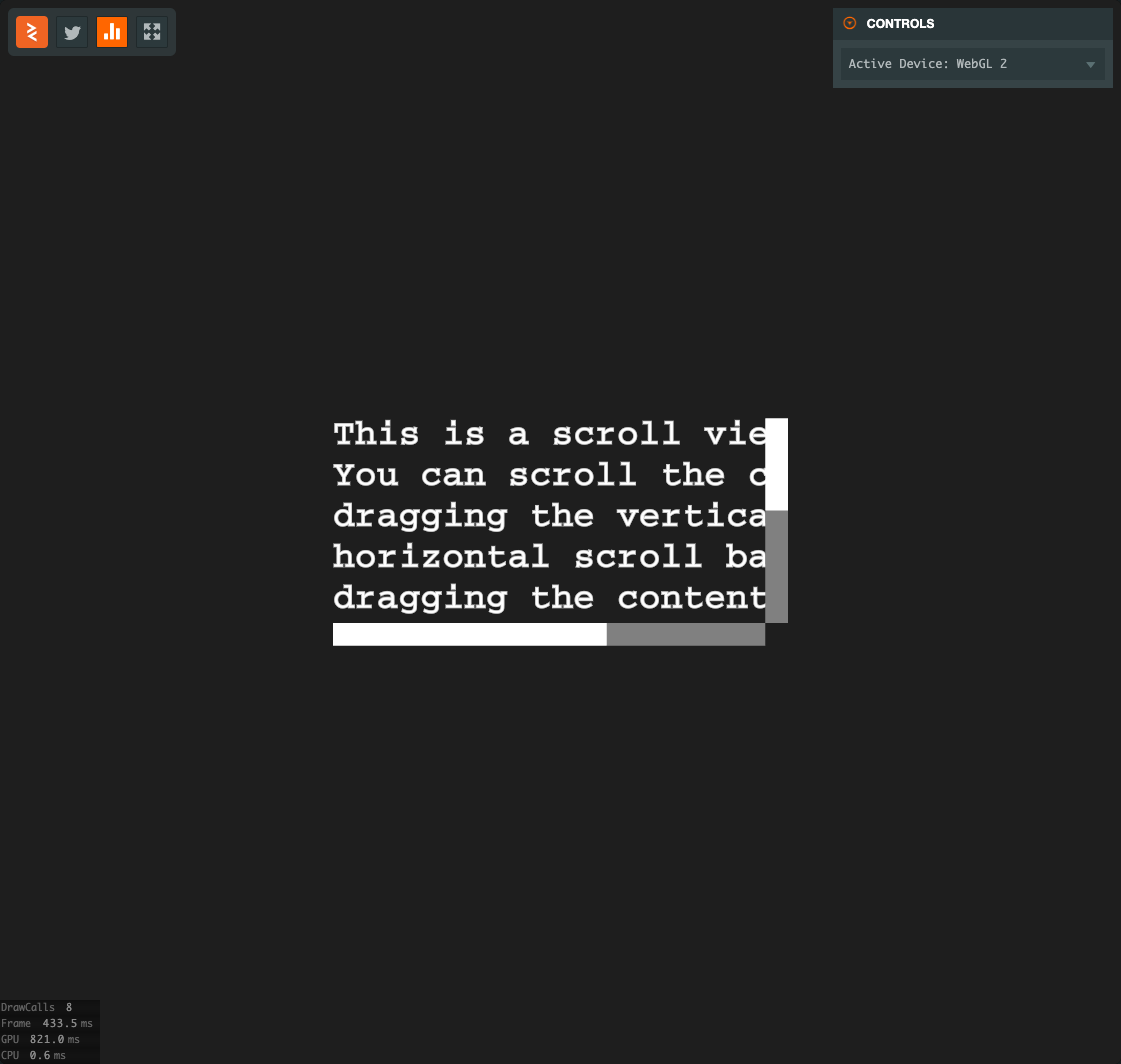 CONTROLS
Active Device: WebGL 2
This is a scroll vie
You can scroll the c
dragging the vertica
horizontal scroll ba
dragging the content
DrawCalls 8
Frame 433.5 ms
GPU 821.0 ms
CPU 0.6 ms